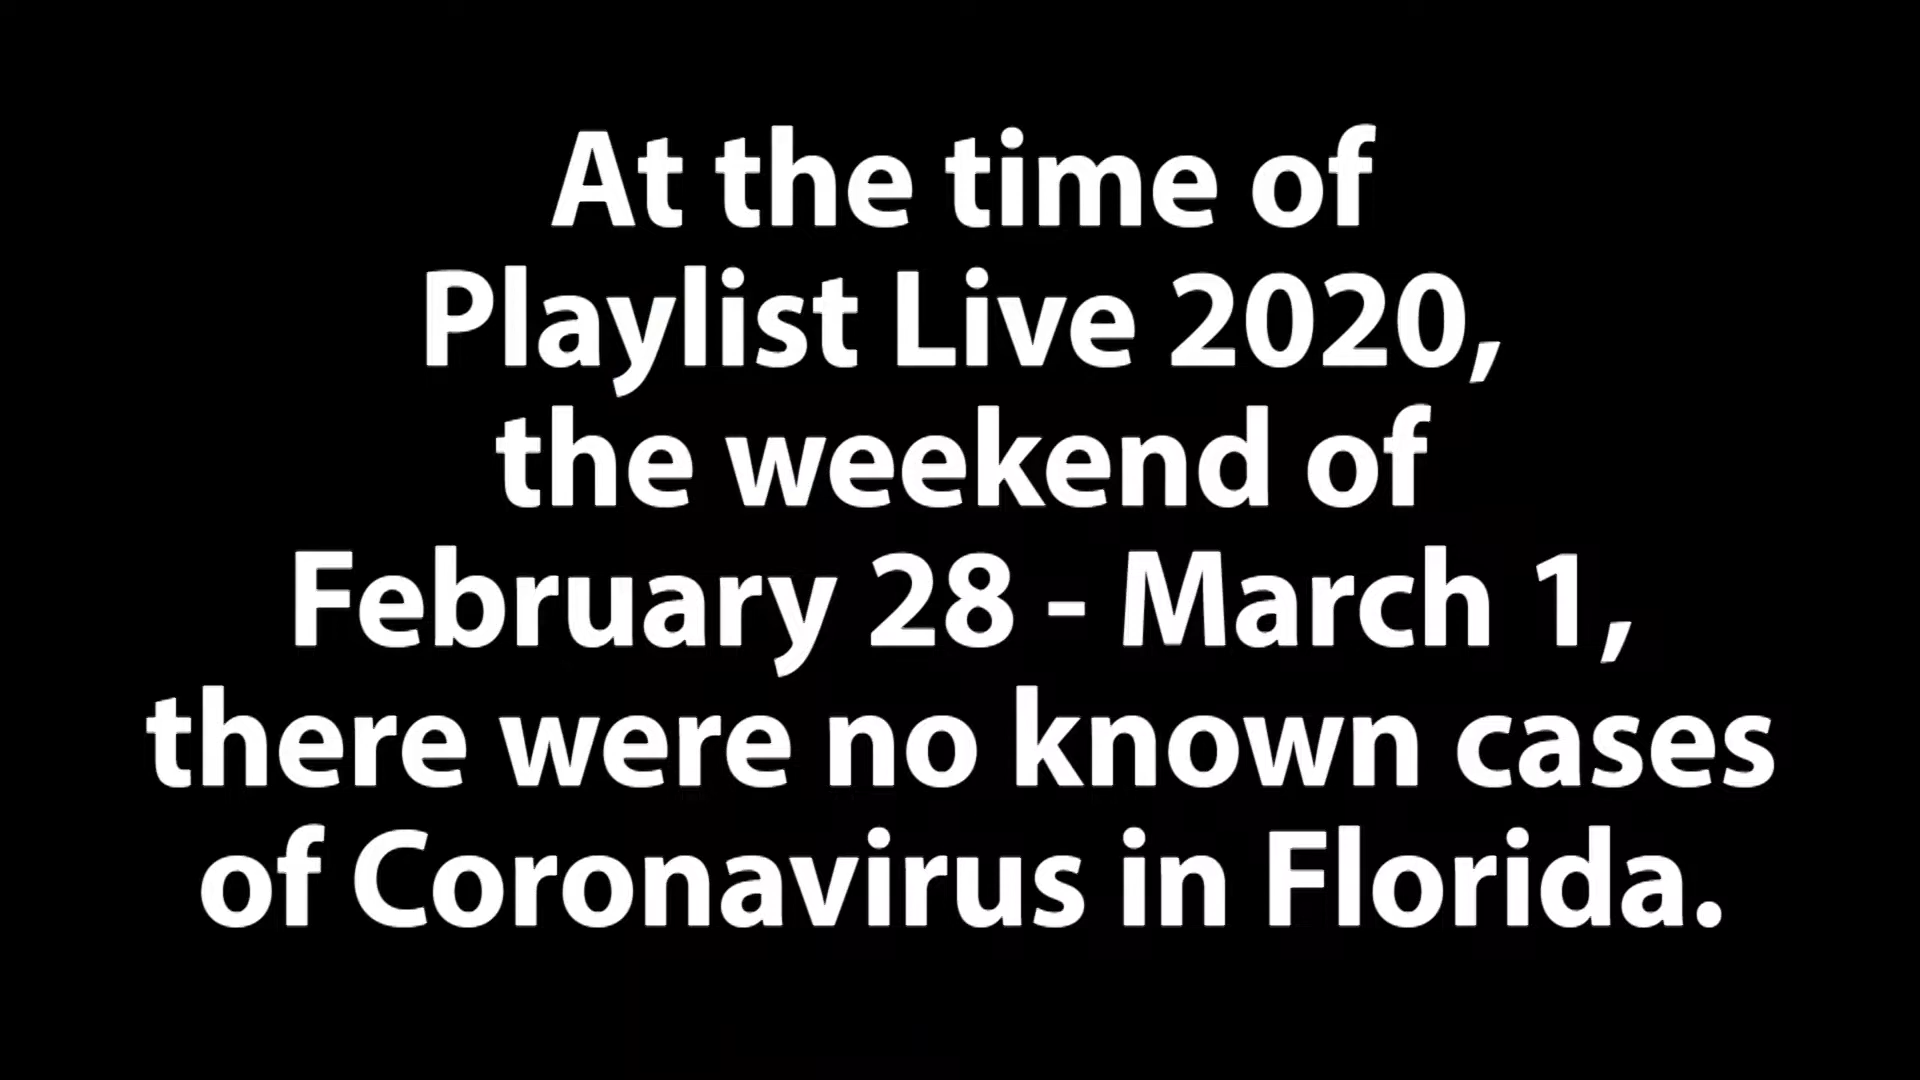 At the time of
Playlist Live 2020,
the weekend of
February 28 - March 1,
there were no known cases
of Coronavirus in Florida.